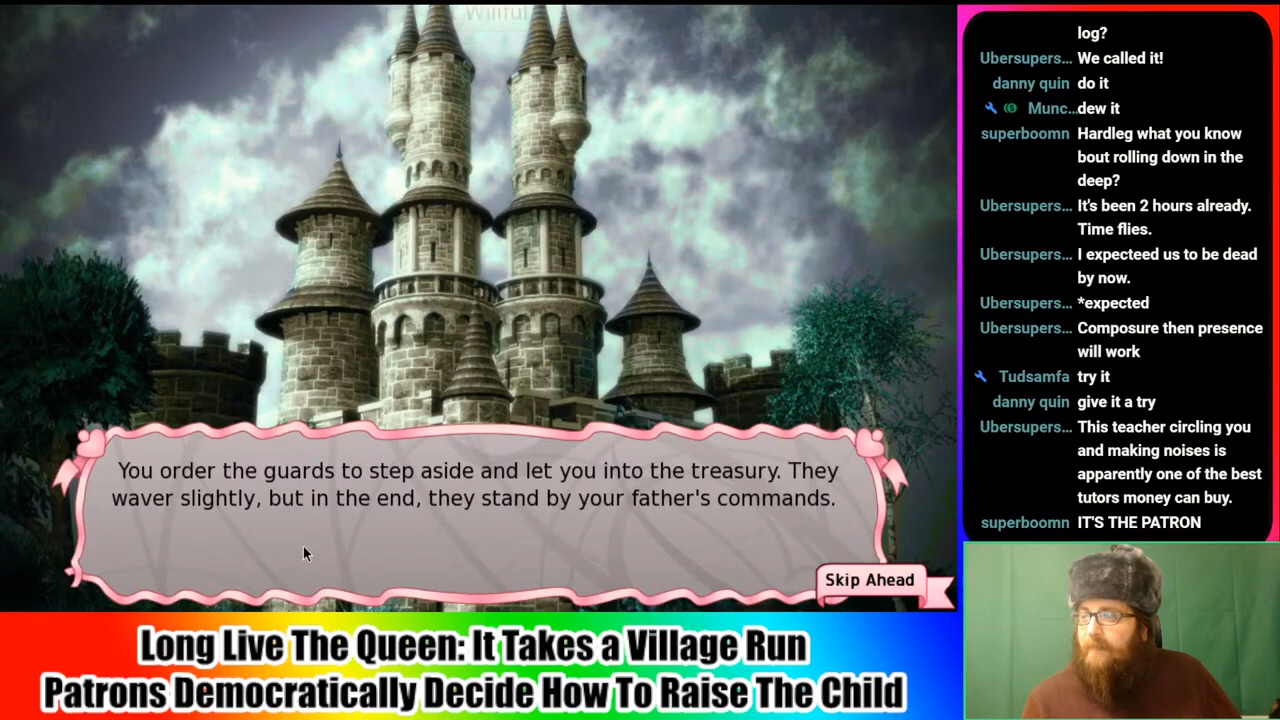 Willful
You order the guards to step aside and let you into the treasury. They
waver slightly, but in the end, they stand by your father's commands.
Skip Ahead
Long Live The Queen: It Takes a Village Run
Patrons Democratically Decide How To Raise The Child
log?
Ubersupers... We called it!
danny quin do it
Munc...dew it
superboomn Hardleg what you know
bout rolling down in the
deep?
Ubersupers... It's been 2 hours already.
Time flies.
Ubersupers... I expecteed us to be dead
by now.
Ubersupers... *expected
Ubersupers... Composure then presence
will work
Tudsamfa try it
danny quin give it a try
Ubersupers... This teacher circling you
and making noises is
apparently one of the best
tutors money can buy.
superboomn IT'S THE PATRON